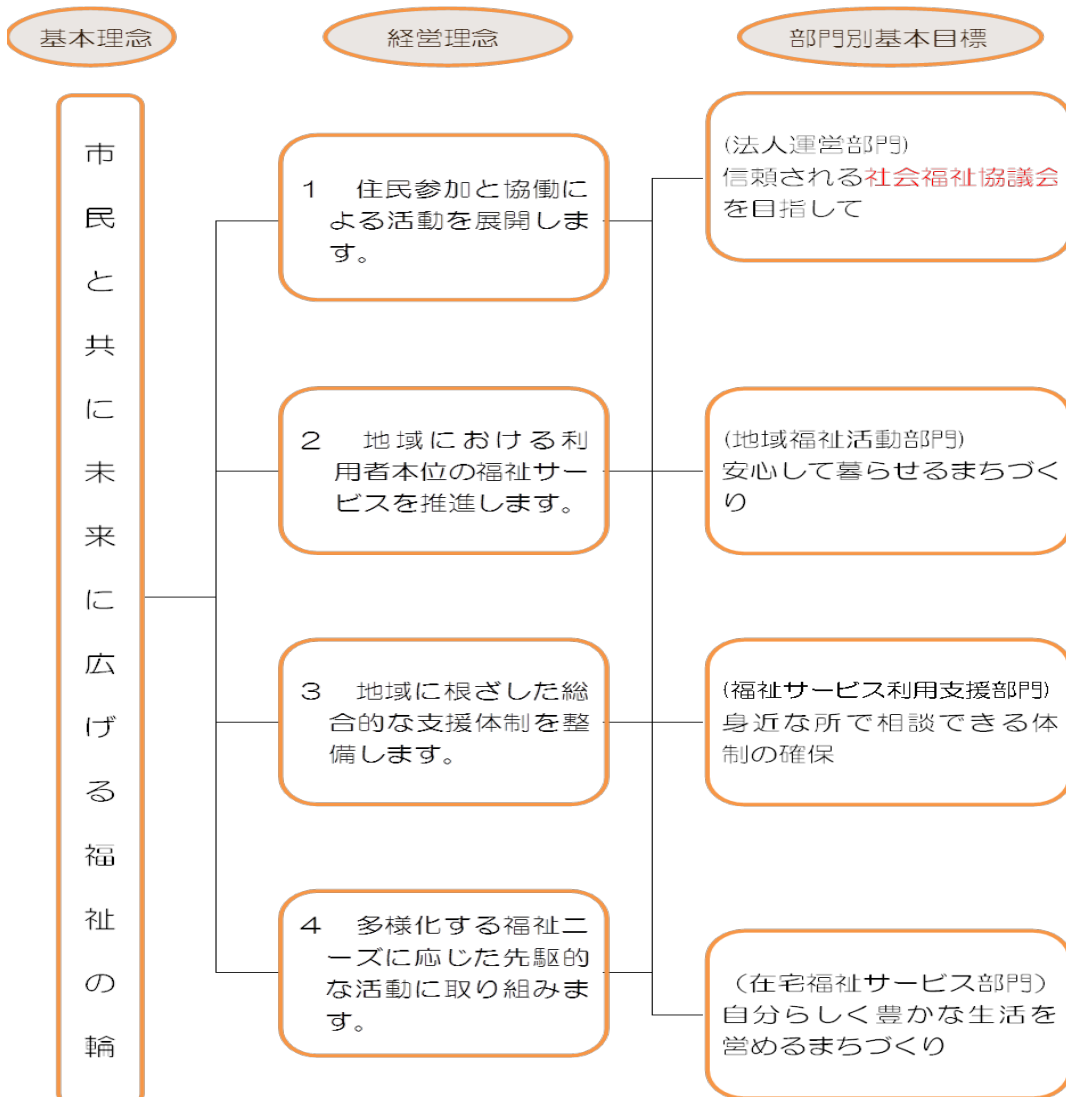 基本理念
経営理念
部門別基本目標
市民と共に未来に広げる福祉の輪
1　住民参加と協働に
よる活動を展開しま
す。
2　地域における利
用者本位の福祉サー
ビスを推進します。
3　地域に根ざした総
合的な支援体制を整
備します。
4　多様化する福祉ニ
ーズに応じた先駆的
な活動に取り組みま
す。
(法人運営部門)
信頼される社会福祉協議会
を目指して
(地域福祉活動部門)
安心して暮らせるまちづく
り
(福祉サービス利用支援部門)
身近な所で相談できる体
制の確保
（在宅福祉サービス部門）
自分らしく豊かな生活を
営めるまちづくり